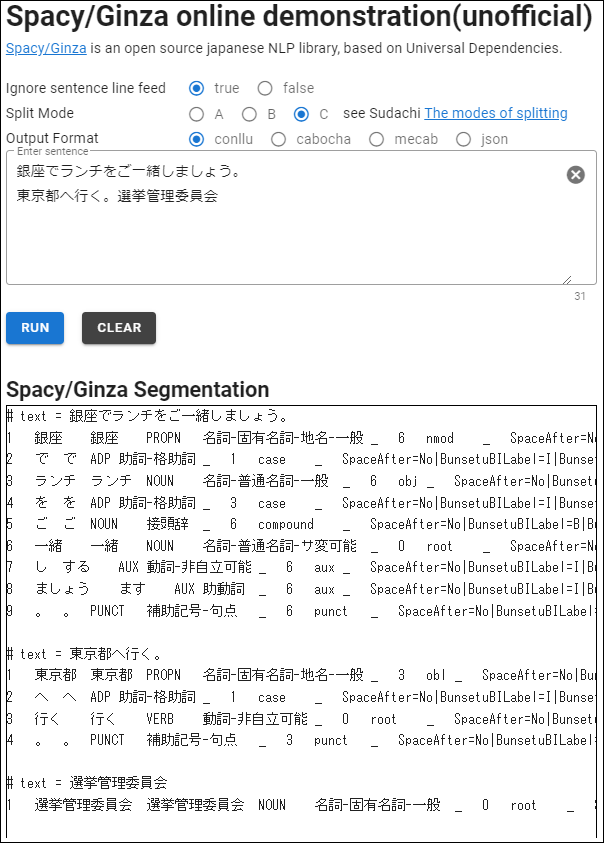 Spacy/Ginza online demonstration(unofficial)
Spacy/Ginza is an open source japanese NLP library, based on Universal Dependencies.
Ignore sentence line feed true false
Split Mode A B C see Sudachi The modes of splitting
Output Format conllu cabocha mecab json
Enter sentence
銀座でランチをご一緒しましょう。
東京都へ行く。選挙管理委員会
31
RUN CLEAR
Spacy/Ginza Segmentation
# text = 銀座でランチをご一緒しましょう。
1 銀座 銀座 PROPN 名詞-固有名詞-地名-一般 _ 6 nmod _ SpaceAfter=No
2 で で ADP 助詞-格助詞 _ 1 case _ SpaceAfter=No|BunsetuBILabel=I|Bunset
3 ランチ ランチ NOUN 名詞-普通名詞-一般 _ 6 obj _ SpaceAfter=No|Bunset
4 を を ADP 助詞-格助詞 _ 3 case _ SpaceAfter=No|BunsetuBILabel=I|Bunset
5 ご ご NOUN 接頭辞 _ 6 compound _ SpaceAfter=No|BunsetuBILabel=B|Bu
6 一緒 一緒 NOUN 名詞-普通名詞-サ変可能 _ 0 root _ SpaceAfter=No|B
7 し する AUX 動詞-非自立可能 _ 6 aux _ SpaceAfter=No|BunsetuBILabel=I|B
8 ましょう ます AUX 助動詞 _ 6 aux _ SpaceAfter=No|BunsetuBILabel=I|Bunset
9 。 。 PUNCT 補助記号-句点 _ 6 punct _ SpaceAfter=No|BunsetuBILabel=
# text = 東京都へ行く。
1 東京都 東京都 PROPN 名詞-固有名詞-地名-一般 _ 3 obl _ SpaceAfter=No|Bu
2 へ へ ADP 助詞-格助詞 _ 1 case _ SpaceAfter=No|BunsetuBILabel=I|Bunset
3 行く 行く VERB 動詞-非自立可能 _ 0 root _ SpaceAfter=No|Bunsetu
4 。 。 PUNCT 補助記号-句点 _ 3 punct _ SpaceAfter=No|BunsetuBILabel=
# text = 選挙管理委員会
1 選挙管理委員会 選挙管理委員会 NOUN 名詞-固有名詞-一般 _ 0 root _